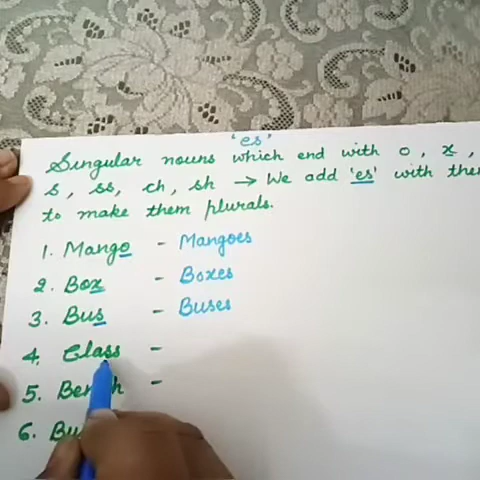 'es'
Singular nouns which end with o, x,
s, ss, ch, sh → We add 'es' with them
to make them plurals.
1. Mango - Mangoes
2. Box - Boxes
3. Bus - Buses
4. Glass -
5. -
6.